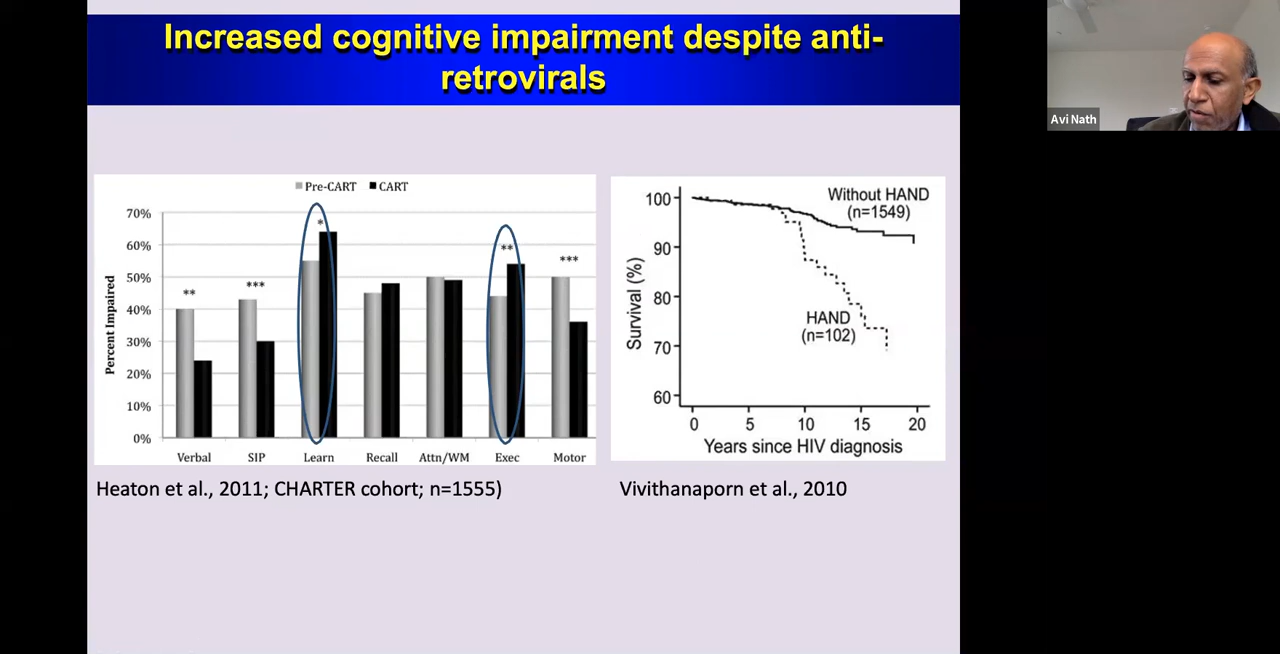 Increased cognitive impairment despite anti-
retrovirals
Avi Nath
Pre-CART CART
Percent Impaired
70%
60%
50%
40%
30%
20%
10%
0%
**
***
*
**
***
Verbal SIP Learn Recall Attn/WM Exec Motor
Heaton et al., 2011; CHARTER cohort; n=1555)
Survival (%)
100
90
80
70
60
Without HAND
(n=1549)
HAND
(n=102)
0 5 10 15 20
Years since HIV diagnosis
Vivithanaporn et al., 2010